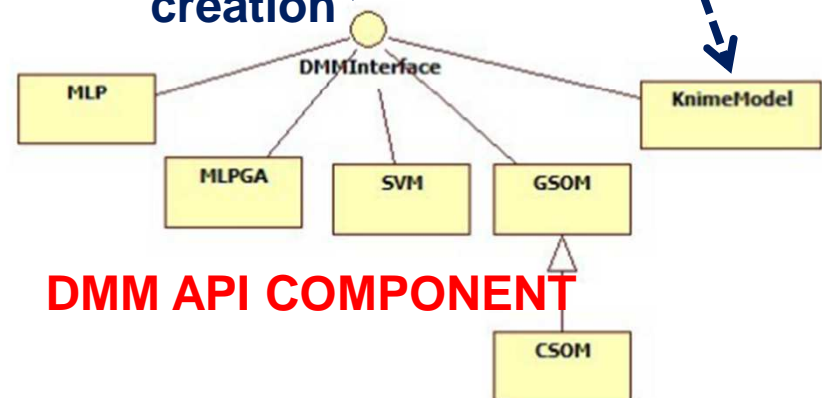 creation
DMMInterface
MLP
KnimeModel
MLPGA
SVM
GSOM
DMM API COMPONENT
CSOM